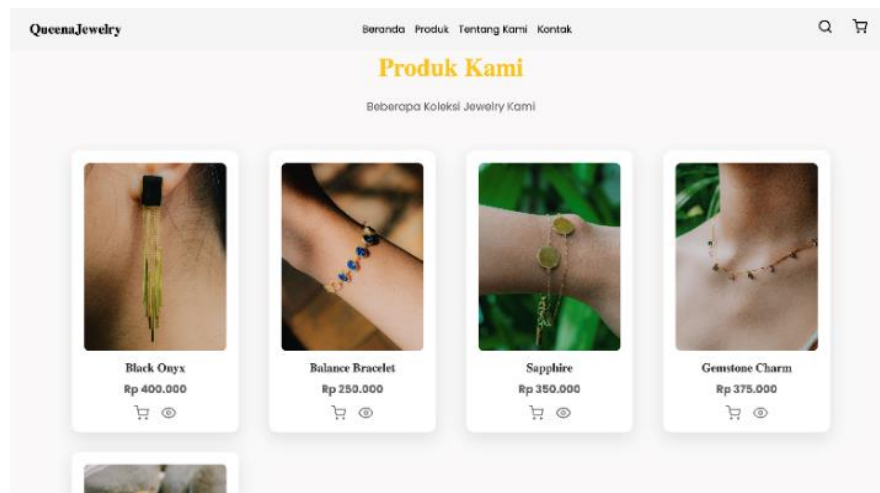 QueenaJewelry Beranda Produk Tentang Kami Kontak
Produk Kami
Beberapa Koleksi Jewelry Kami
Black Onyx
Rp 400.000
Balance Bracelet
Rp 250.000
Sapphire
Rp 350.000
Gemstone Charm
Rp 375.000